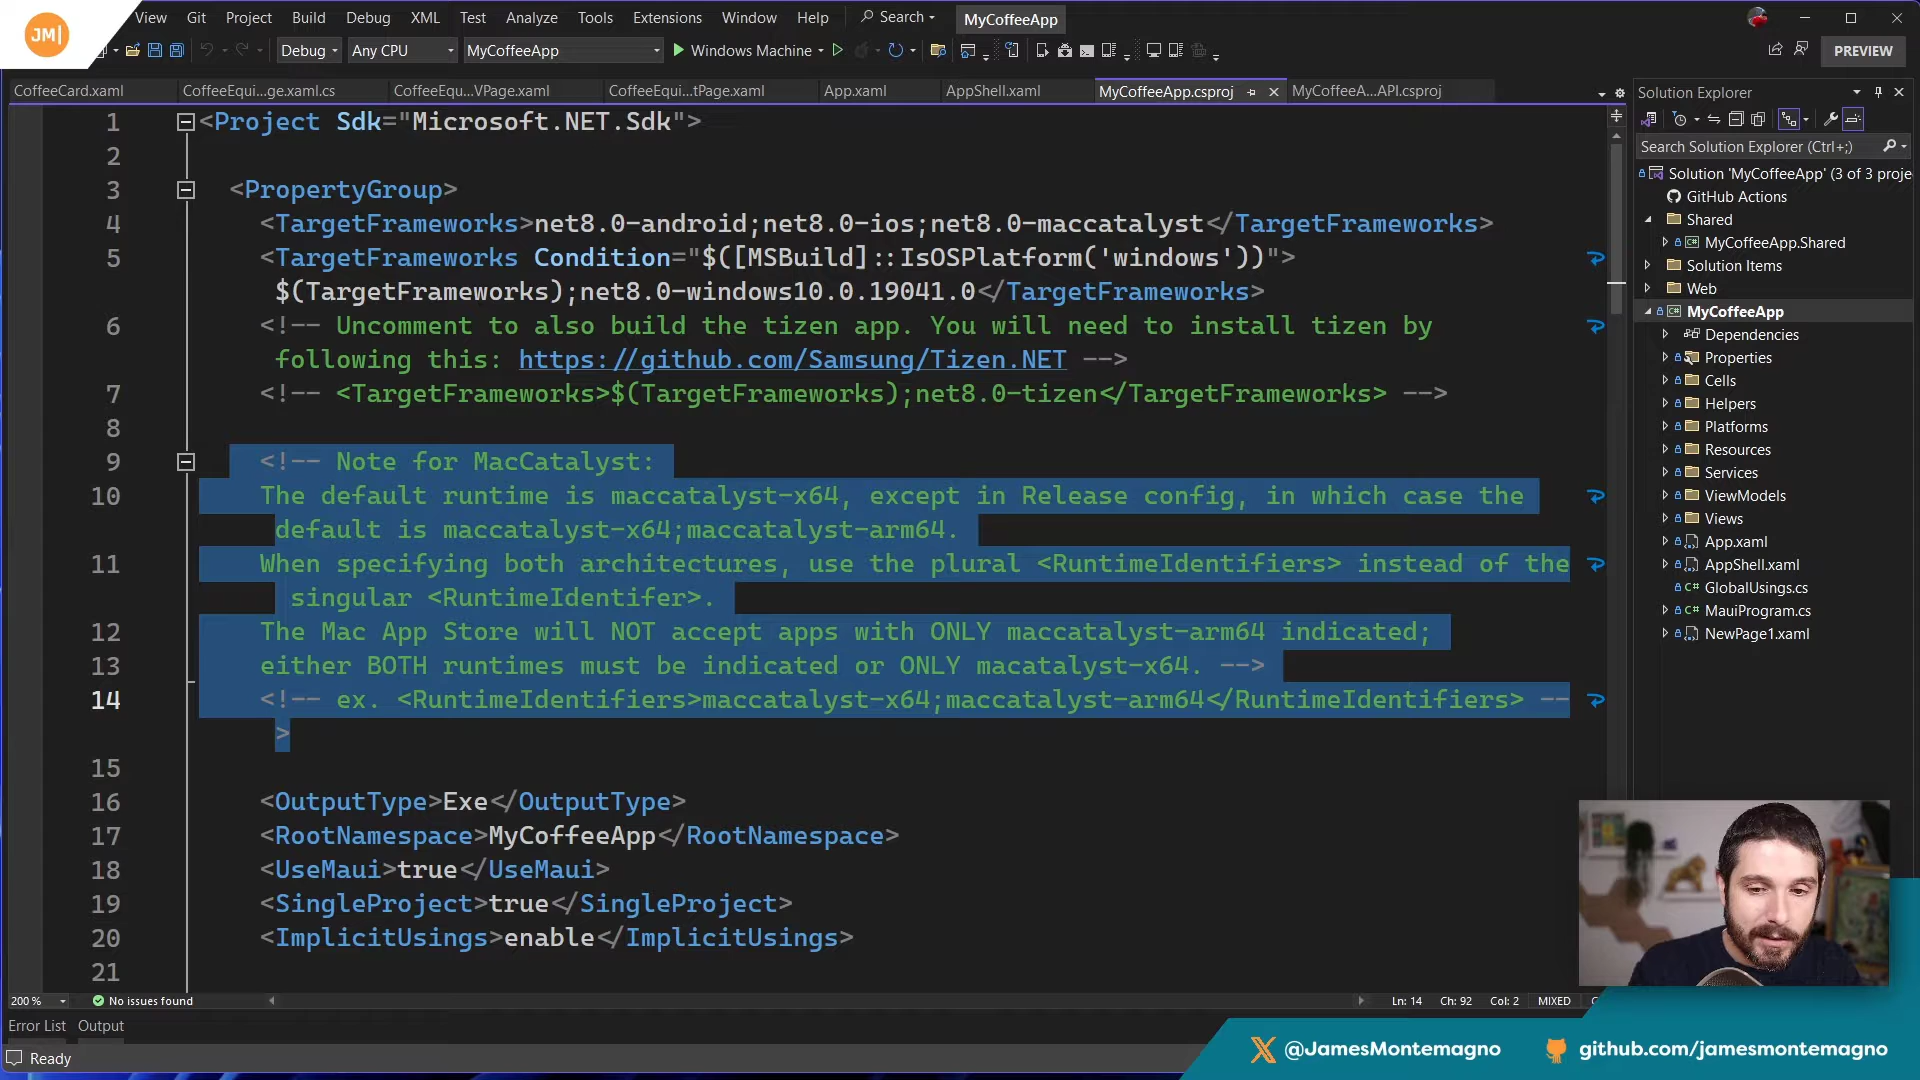 JM|
View Git Project Build Debug XML Test Analyze Tools Extensions Window Help Search MyCoffeeApp
Debug Any CPU MyCoffeeApp Windows Machine PREVIEW
CoffeeCard.xaml CoffeeEqui...ge.xaml.cs CoffeeEqu...VPage.xaml CoffeeEqui...tPage.xaml App.xaml AppShell.xaml MyCoffeeApp.csproj MyCoffeeA...API.csproj
1 <Project Sdk="Microsoft.NET.Sdk">
2
3 <PropertyGroup>
4 <TargetFrameworks>net8.0-android;net8.0-ios;net8.0-maccatalyst</TargetFrameworks>
5 <TargetFrameworks Condition="$([MSBuild]::IsOSPlatform('windows'))">
$(TargetFrameworks);net8.0-windows10.0.19041.0</TargetFrameworks>
6 <!-- Uncomment to also build the tizen app. You will need to install tizen by
following this: https://github.com/Samsung/Tizen.NET -->
7 <!-- <TargetFrameworks>$(TargetFrameworks);net8.0-tizen</TargetFrameworks> -->
8
9 <!-- Note for MacCatalyst:
10 The default runtime is maccatalyst-x64, except in Release config, in which case the
default is maccatalyst-x64;maccatalyst-arm64.
11 When specifying both architectures, use the plural <RuntimeIdentifiers> instead of the
singular <RuntimeIdentifer>.
12 The Mac App Store will NOT accept apps with ONLY maccatalyst-arm64 indicated;
13 either BOTH runtimes must be indicated or ONLY macatalyst-x64. -->
14 <!-- ex. <RuntimeIdentifiers>maccatalyst-x64;maccatalyst-arm64</RuntimeIdentifiers> --
>
15
16 <OutputType>Exe</OutputType>
17 <RootNamespace>MyCoffeeApp</RootNamespace>
18 <UseMaui>true</UseMaui>
19 <SingleProject>true</SingleProject>
20 <ImplicitUsings>enable</ImplicitUsings>
21
200 % No issues found Ln: 14 Ch: 92 Col: 2 MIXED
Error List Output
Ready
Solution Explorer
Search Solution Explorer (Ctrl+;)
Solution 'MyCoffeeApp' (3 of 3 proje
GitHub Actions
Shared
C# MyCoffeeApp.Shared
Solution Items
Web
C# MyCoffeeApp
Dependencies
Properties
Cells
Helpers
Platforms
Resources
Services
ViewModels
Views
App.xaml
AppShell.xaml
C# GlobalUsings.cs
C# MauiProgram.cs
NewPage1.xaml
@JamesMontemagno github.com/jamesmontemagno